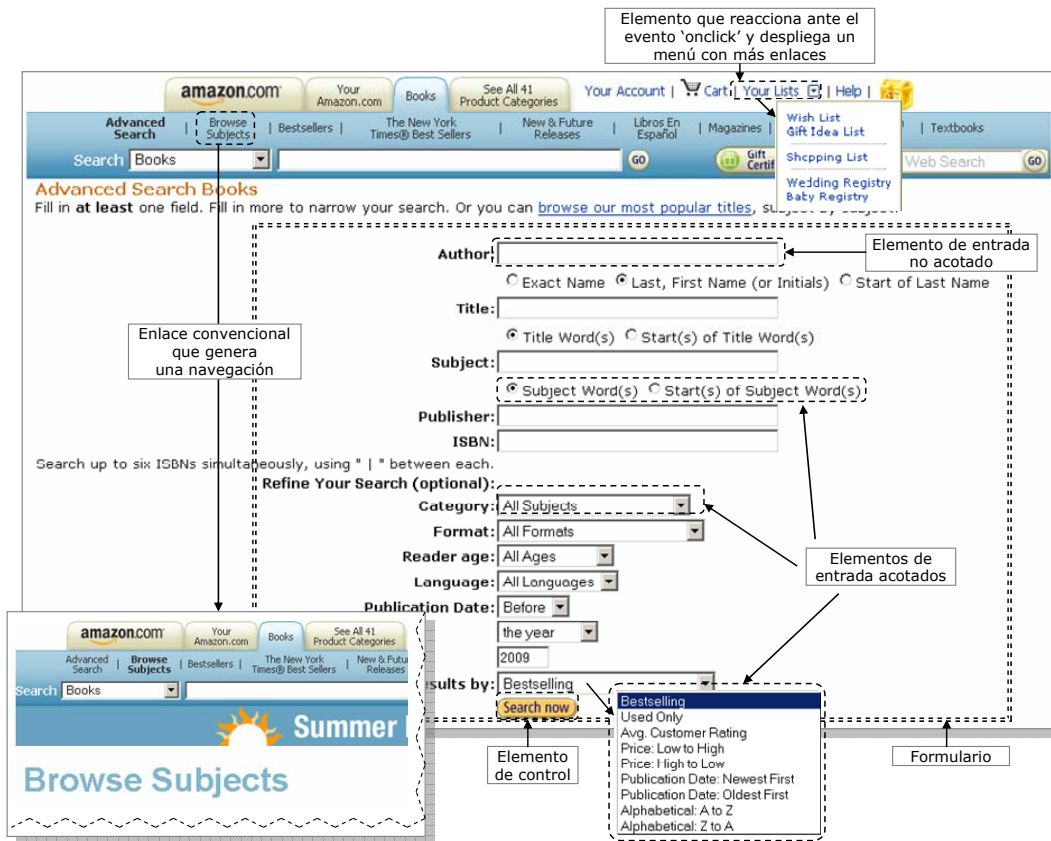 Elemento que reacciona ante el
evento ‘onclick’ y despliega un
menú con más enlaces
amazon.com
Your
Amazon.com
Books
See All 41
Product Categories
Your Account | Cart | Your Lists | Help |
Advanced
Search
| Browse
Subjects
| Bestsellers |
The New York
Times® Best Sellers
| New & Future
Releases
| Libros En
Español
| Magazines |
| Textbooks
Wish List
Gift Idea List
Shopping List
Wedding Registry
Baby Registry
Search Books
GO
Gift
Certif
Web Search
GO
Advanced Search Books
Fill in at least one field. Fill in more to narrow your search. Or you can browse our most popular titles, subject by subject.
Author:
Elemento de entrada
no acotado
Exact Name Last, First Name (or Initials) Start of Last Name
Title:
Title Word(s) Start(s) of Title Word(s)
Enlace convencional
que genera
una navegación
Subject:
Subject Word(s) Start(s) of Subject Word(s)
Publisher:
ISBN:
Search up to six ISBNs simultaneously, using " | " between each.
Refine Your Search (optional):
Category: All Subjects
Format: All Formats
Reader age: All Ages
Language: All Languages
Elementos de
entrada acotados
Publication Date: Before
the year
2009
sults by: Bestselling
Search now
Bestselling
Used Only
Avg. Customer Rating
Price: Low to High
Price: High to Low
Publication Date: Newest First
Publication Date: Oldest First
Alphabetical: A to Z
Alphabetical: Z to A
Elemento
de control
Formulario
amazon.com
Your
Amazon.com
Books
See All 41
Product Categories
Advanced
Search
| Browse
Subjects
| Bestsellers |
The New York
Times® Best Sellers
| New & Futu
Releases
Search Books
Summer
Browse Subjects